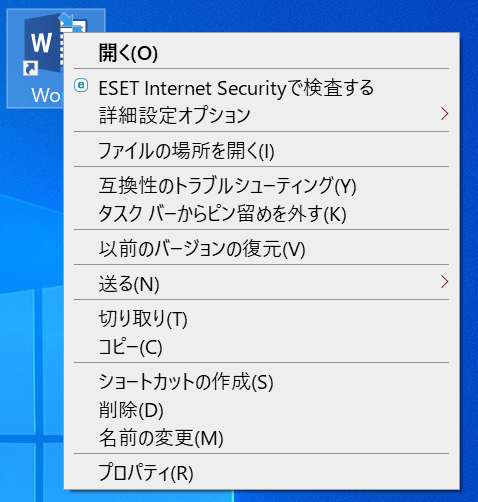 W
Wo
開く(O)
e
ESET Internet Securityで検査する
詳細設定オプション
ファイルの場所を開く(I)
互換性のトラブルシューティング(Y)
タスク バーからピン留めを外す(K)
以前のバージョンの復元(V)
送る(N)
切り取り(T)
コピー(C)
ショートカットの作成(S)
削除(D)
名前の変更(M)
プロパティ(R)